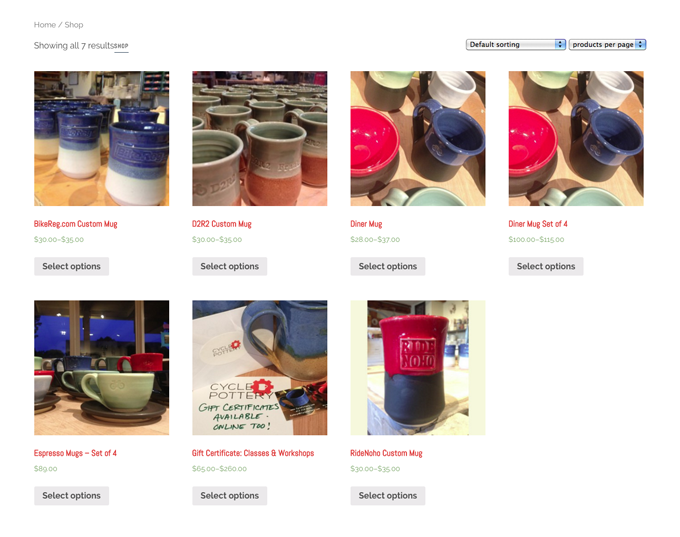 Home / Shop
Showing all 7 results SHOP
Default sorting
products per page
BikeReg.com Custom Mug
$30.00–$35.00
Select options
D2R2 Custom Mug
$30.00–$35.00
Select options
Diner Mug
$28.00–$37.00
Select options
Diner Mug Set of 4
$100.00–$115.00
Select options
CYCLE
POTTERY
CYCLE
POTTERY
GIFT CERTIFICATES
AVAILABLE -
ONLINE TOO!
RIDE
NOHO
Espresso Mugs – Set of 4
$89.00
Select options
Gift Certificate: Classes & Workshops
$65.00–$260.00
Select options
RideNoho Custom Mug
$30.00–$35.00
Select options